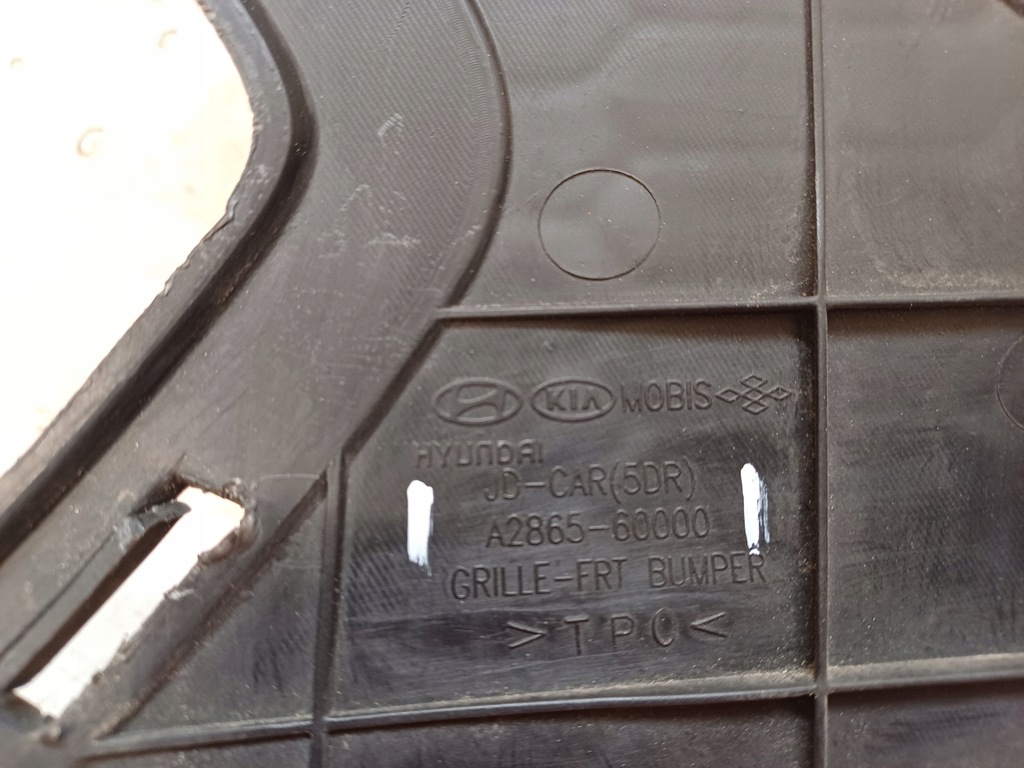 KIA MOBIS
HYUNDAI
JD-CAR(5DR)
A2865-60000
GRILLE-FRT BUMPER
>TPO<